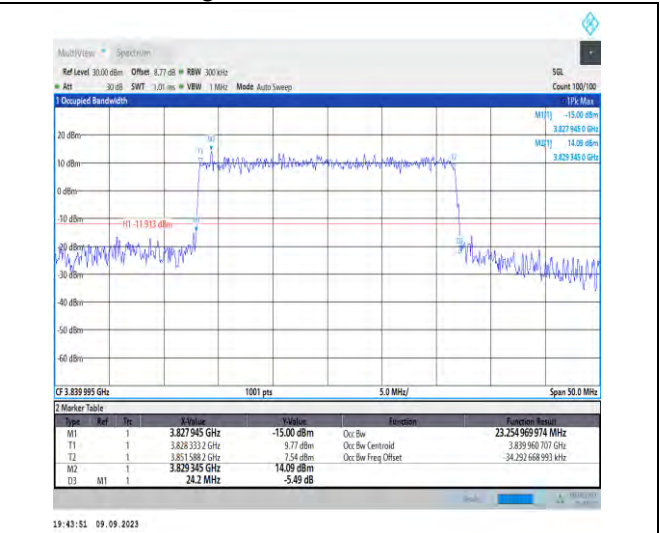 MultiView Spectrum
Ref Level 30.00 dBm Offset 8.77 dB RBW 300 kHz SGL
Att 30 dB SWT 1.01 ms VBW 1 MHz Mode Auto Sweep Count 100/100
1 Occupied Bandwidth 1Pk Max
M1[1] -15.00 dBm
3.827 945 0 GHz
M2[1] 14.09 dBm
3.829 345 0 GHz
20 dBm
M2
T1 T2
10 dBm
0 dBm
-10 dBm
H1 -11.913 dBm
M1
D3
-20 dBm
-30 dBm
-40 dBm
-50 dBm
-60 dBm
CF 3.839 995 GHz 1001 pts 5.0 MHz/ Span 50.0 MHz
2 Marker Table
Type Ref Trc X-Value Y-Value Function Function Result
M1 1 3.827 945 GHz -15.00 dBm Occ Bw 23.254 969 974 MHz
T1 1 3.828 333 2 GHz 9.77 dBm Occ Bw Centroid 3.839 960 707 GHz
T2 1 3.851 588 2 GHz 7.54 dBm Occ Bw Freq Offset -34.292 668 993 kHz
M2 1 3.829 345 GHz 14.09 dBm
D3 M1 1 24.2 MHz -5.49 dB
19:43:51 09.09.2023